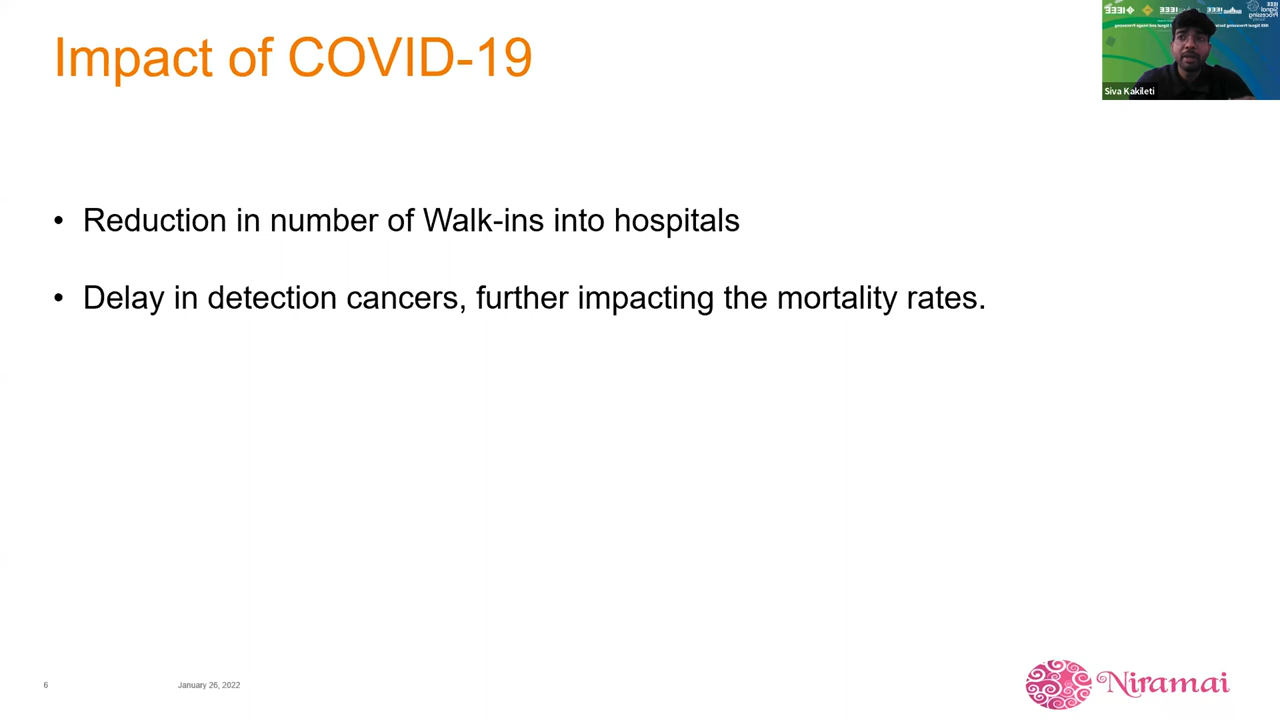 Impact of COVID-19
Siva Kakileti
• Reduction in number of Walk-ins into hospitals
• Delay in detection cancers, further impacting the mortality rates.
6
January 26, 2022
Niramai